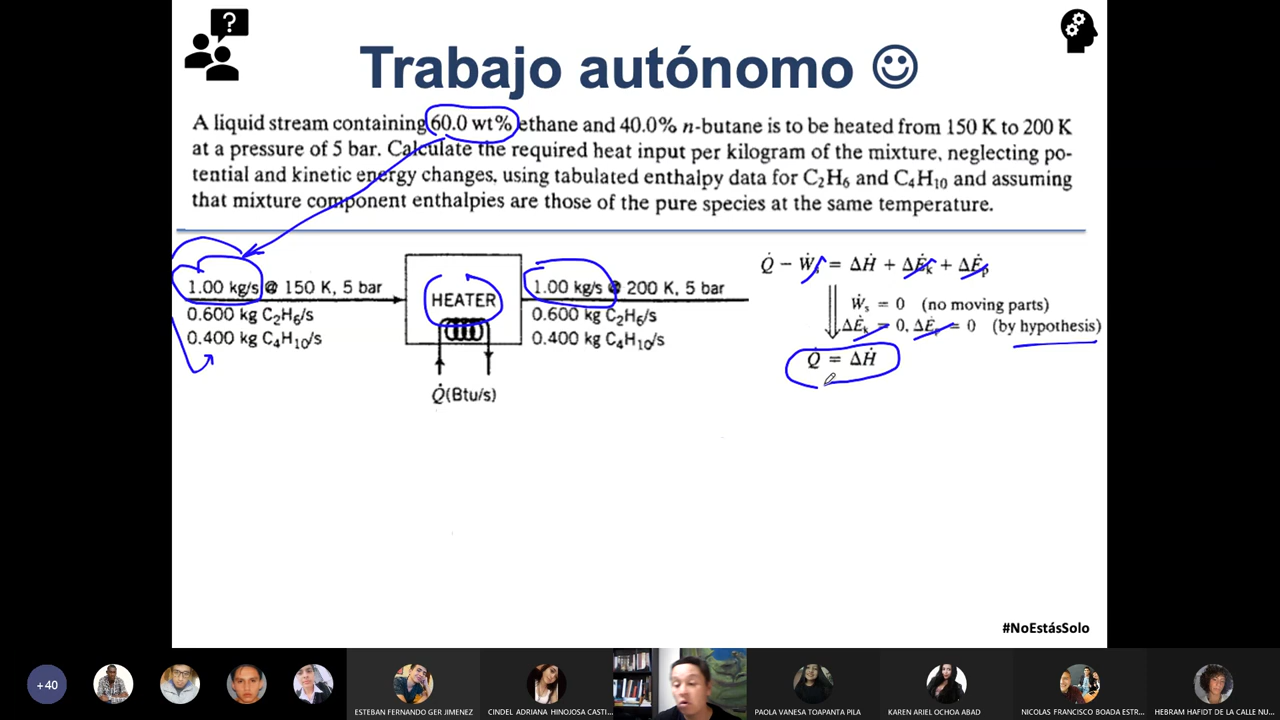 ?
Trabajo autónomo
A liquid stream containing 60.0 wt% ethane and 40.0% n-butane is to be heated from 150 K to 200 K
at a pressure of 5 bar. Calculate the required heat input per kilogram of the mixture, neglecting po-
tential and kinetic energy changes, using tabulated enthalpy data for C₂H₆ and C₄H₁₀ and assuming
that mixture component enthalpies are those of the pure species at the same temperature.
1.00 kg/s @ 150 K, 5 bar
0.600 kg C₂H₆/s
0.400 kg C₄H₁₀/s
HEATER
Q̇(Btu/s)
1.00 kg/s @ 200 K, 5 bar
0.600 kg C₂H₆/s
0.400 kg C₄H₁₀/s
Q̇ − Ẇₛ = ΔḢ + ΔĖₖ + ΔĖₚ
Ẇₛ = 0 (no moving parts)
ΔĖₖ = 0, ΔĖₚ = 0 (by hypothesis)
Q̇ = ΔḢ
#NoEstásSolo
+40
ESTEBAN FERNANDO GER JIMENEZ
CINDEL ADRIANA HINOJOSA CASTI...
PAOLA VANESA TOAPANTA PILA
KAREN ARIEL OCHOA ABAD
NICOLAS FRANCISCO BOADA ESTR...
HEBRAM HAFIDT DE LA CALLE NU...